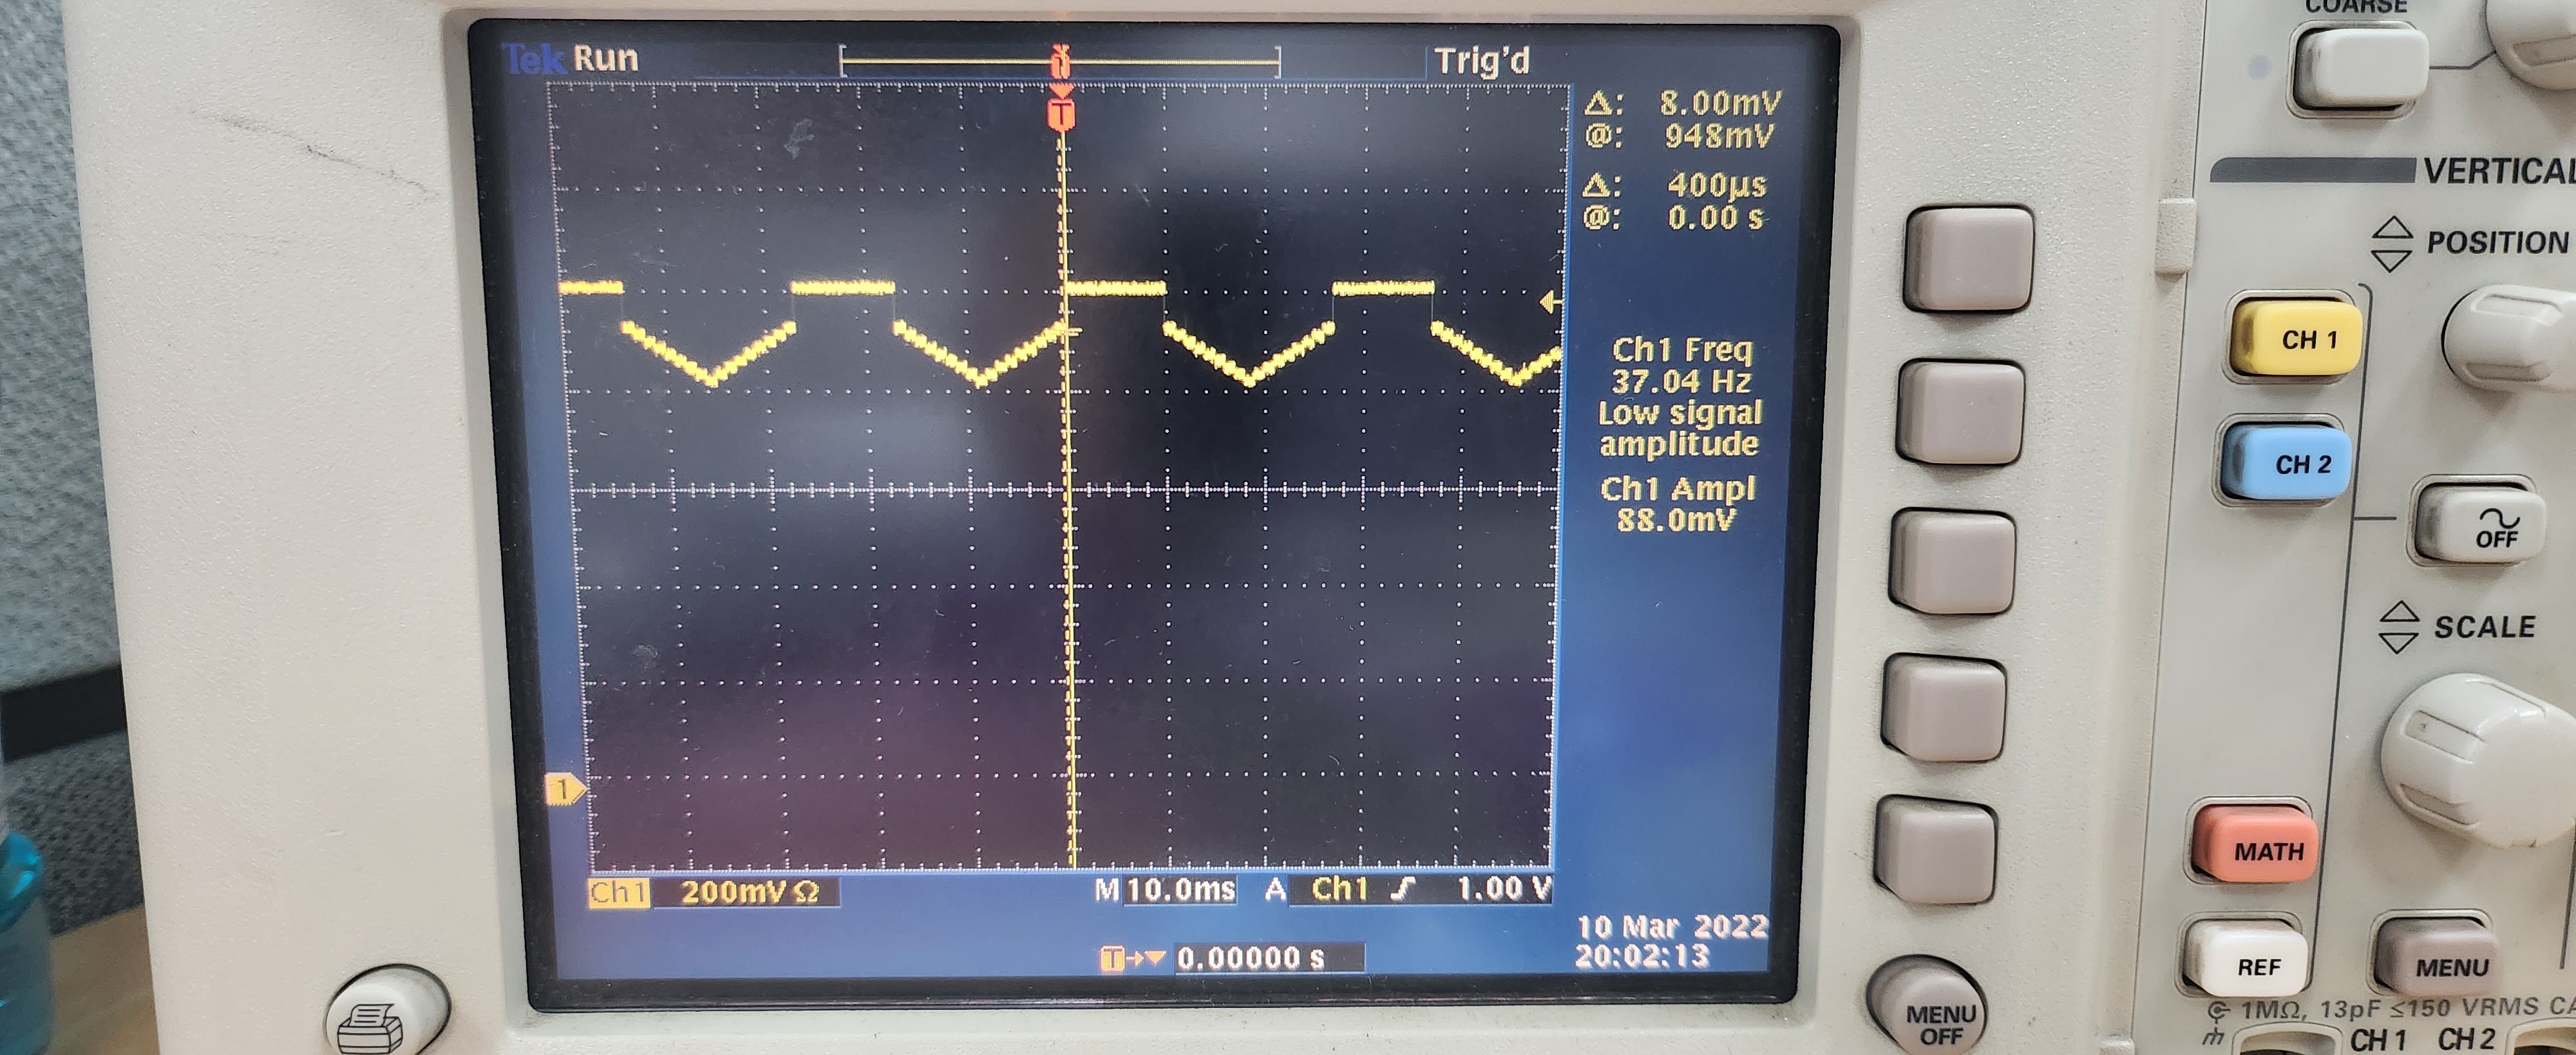 Tek Run
Trig'd
T
Δ: 8.00mV
@: 948mV
Δ: 400µs
@: 0.00 s
Ch1 Freq
37.04 Hz
Low signal
amplitude
Ch1 Ampl
88.0mV
1
Ch1 200mV Ω
M 10.0ms A Ch1 1.00 V
T 0.00000 s
10 Mar 2022
20:02:13
MENU
OFF
COARSE
VERTICAL
POSITION
CH 1
CH 2
OFF
SCALE
MATH
REF
MENU
1MΩ, 13pF ≤150 VRMS
CH 1 CH 2